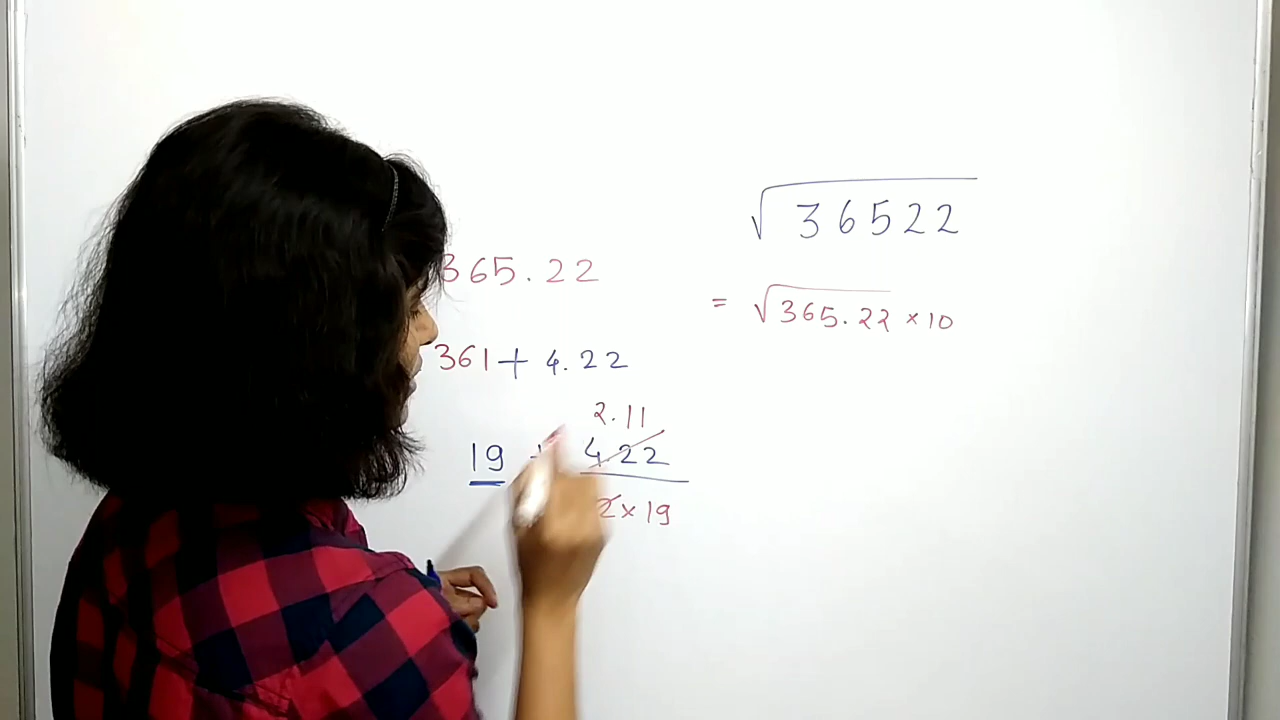 √36522
365.22
= √365.22 × 10
361 + 4.22
2.11
19 + 4.22
2 × 19